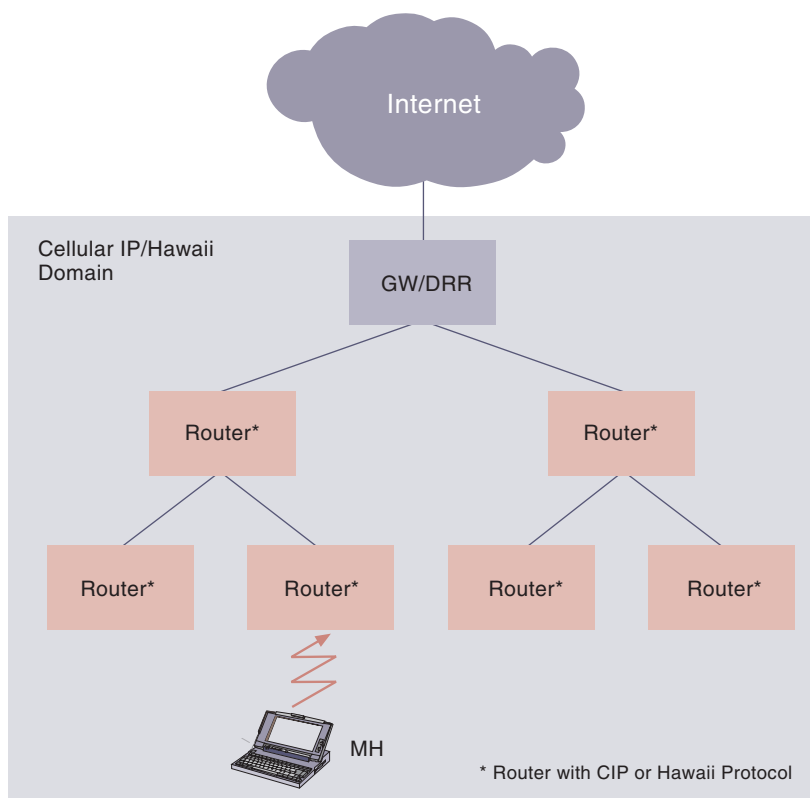 Internet
Cellular IP/Hawaii
Domain
GW/DRR
Router*
Router*
Router*
Router*
Router*
Router*
MH
* Router with CIP or Hawaii Protocol